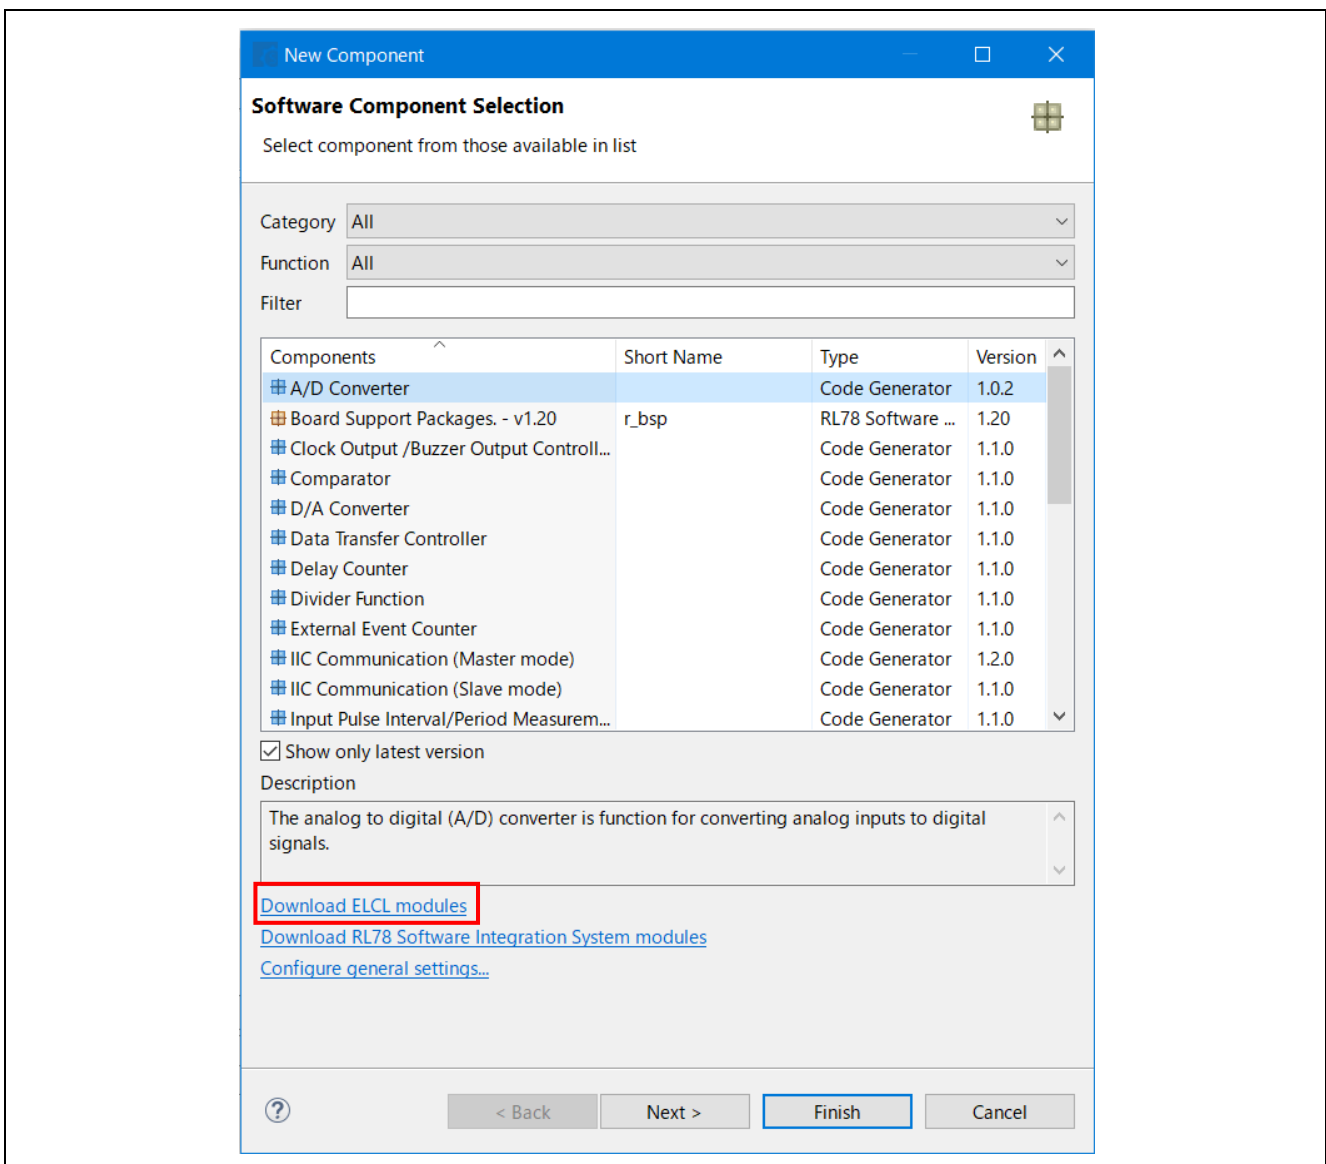 New Component
Software Component Selection
Select component from those available in list
Category All
Function All
Filter
Components Short Name Type Version
A/D Converter Code Generator 1.0.2
Board Support Packages. - v1.20 r_bsp RL78 Software ... 1.20
Clock Output /Buzzer Output Controll... Code Generator 1.1.0
Comparator Code Generator 1.1.0
D/A Converter Code Generator 1.1.0
Data Transfer Controller Code Generator 1.1.0
Delay Counter Code Generator 1.1.0
Divider Function Code Generator 1.1.0
External Event Counter Code Generator 1.1.0
IIC Communication (Master mode) Code Generator 1.2.0
IIC Communication (Slave mode) Code Generator 1.1.0
Input Pulse Interval/Period Measurem... Code Generator 1.1.0
Show only latest version
Description
The analog to digital (A/D) converter is function for converting analog inputs to digital
signals.
Download ELCL modules
Download RL78 Software Integration System modules
Configure general settings...
? < Back Next > Finish Cancel